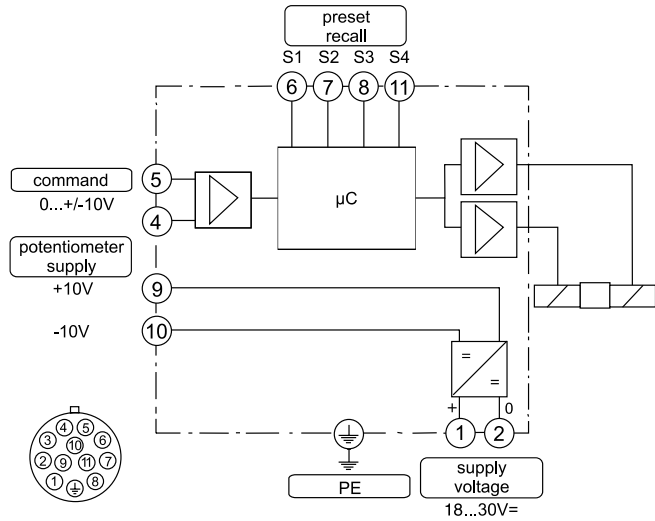 preset
recall
S1 S2 S3 S4
6 7 8 11
command
0...+/-10V
5
4
µC
potentiometer
supply
+10V
9
-10V
10
=
=
+ 0
1 2
PE
supply
voltage
18...30V=
4 5
3 10 6
2 9 11 7
1 8